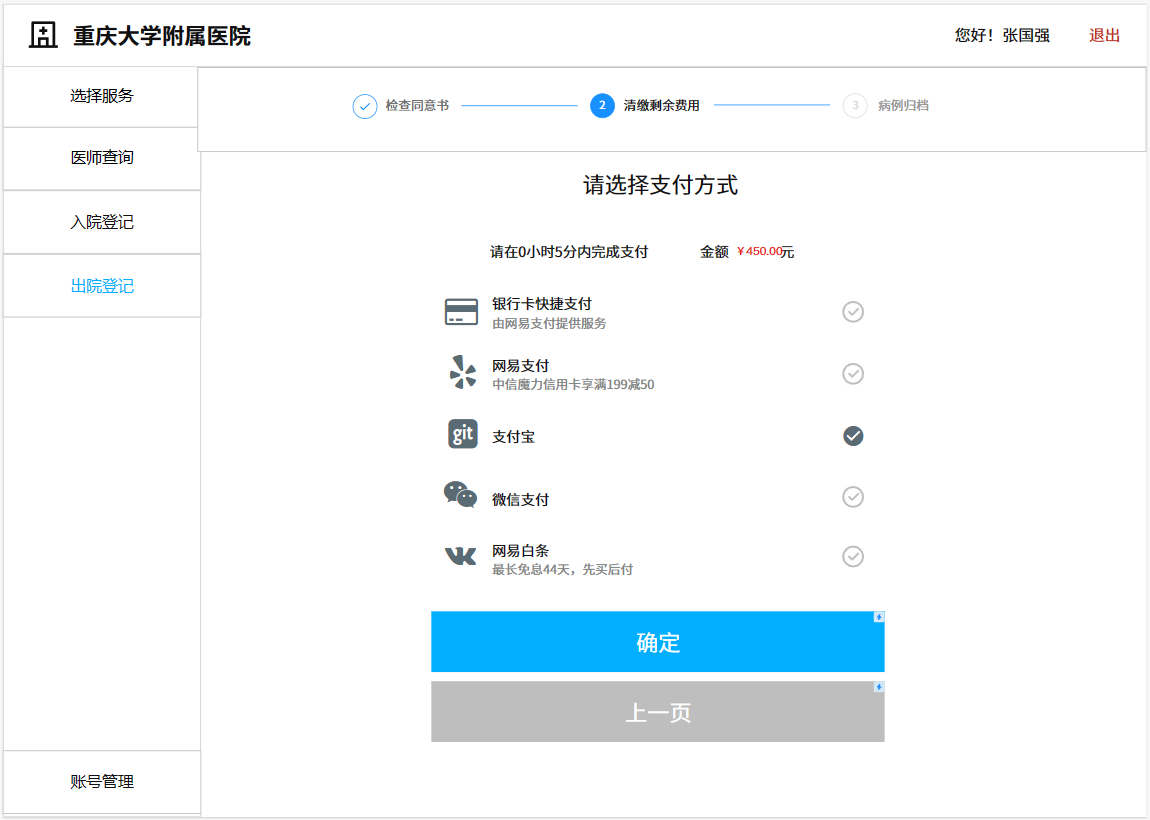 重庆大学附属医院
您好！张国强
退出
选择服务
医师查询
入院登记
出院登记
账号管理
检查同意书
2 清缴剩余费用
3 病例归档
请选择支付方式
请在0小时5分内完成支付
金额 ￥450.00元
银行卡快捷支付
由网易支付提供服务
网易支付
中信魔力信用卡享满199减50
git
支付宝
微信支付
网易白条
最长免息44天，先买后付
确定
上一页